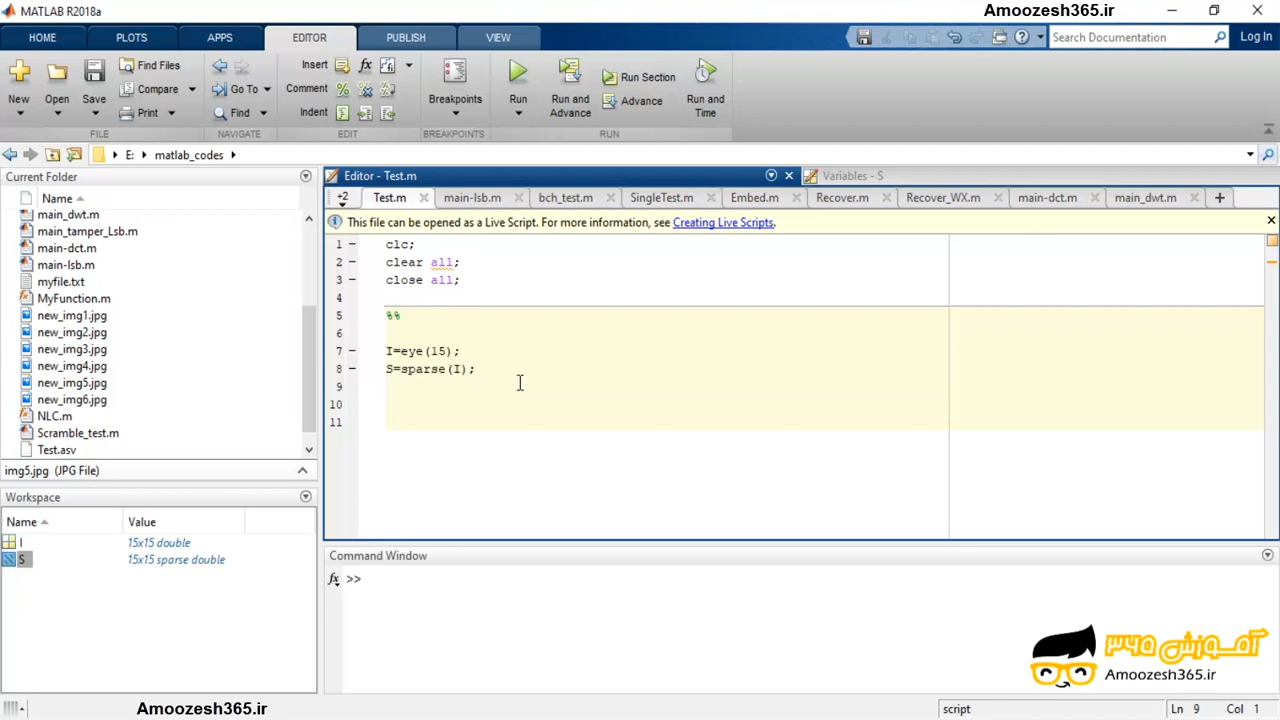 MATLAB R2018a
Amoozesh365.ir
HOME
PLOTS
APPS
EDITOR
PUBLISH
VIEW
Search Documentation
Log In
New
Open
Save
Find Files
Compare
Print
FILE
Go To
Find
NAVIGATE
Insert
Comment
Indent
fx
EDIT
Breakpoints
BREAKPOINTS
Run
Run and Advance
Run Section
Advance
Run and Time
RUN
E:
matlab_codes
Current Folder
Name
main_dwt.m
main_tamper_Lsb.m
main-dct.m
main-lsb.m
myfile.txt
MyFunction.m
new_img1.jpg
new_img2.jpg
new_img3.jpg
new_img4.jpg
new_img5.jpg
new_img6.jpg
NLC.m
Scramble_test.m
Test.asv
img5.jpg (JPG File)
Workspace
Name
Value
I
15x15 double
S
15x15 sparse double
Editor - Test.m
Variables - S
+2
Test.m
main-lsb.m
bch_test.m
SingleTest.m
Embed.m
Recover.m
Recover_WX.m
main-dct.m
main_dwt.m
This file can be opened as a Live Script. For more information, see Creating Live Scripts.
1 clc;
2 clear all;
3 close all;
4
5 %%
6
7 I=eye(15);
8 S=sparse(I);
9
10
11
Command Window
fx >>
آموزش ۳۶۵
Amoozesh365.ir
Amoozesh365.ir
script
Ln 9 Col 1